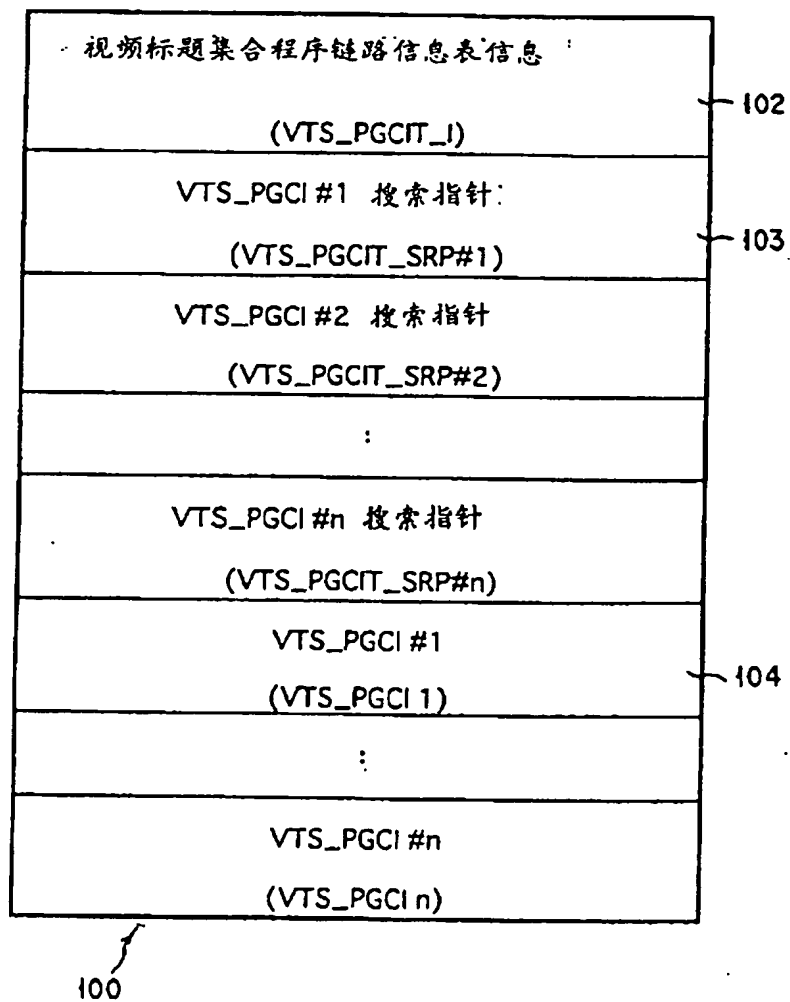 视频标题集合程序链路信息表信息
(VTS_PGCIT_I)
102
VTS_PGCI #1 搜索指针
(VTS_PGCIT_SRP#1)
103
VTS_PGCI #2 搜索指针
(VTS_PGCIT_SRP#2)
:
VTS_PGCI #n 搜索指针
(VTS_PGCIT_SRP#n)
VTS_PGCI #1
(VTS_PGCI 1)
104
:
VTS_PGCI #n
(VTS_PGCI n)
100